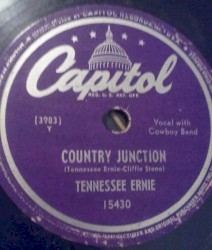 Capitol
REG. U. S. PAT. OFF.
[3903]
Y
Vocal with
Cowboy Band
COUNTRY JUNCTION
(Tennessee Ernie-Cliffie Stone)
TENNESSEE ERNIE
15430